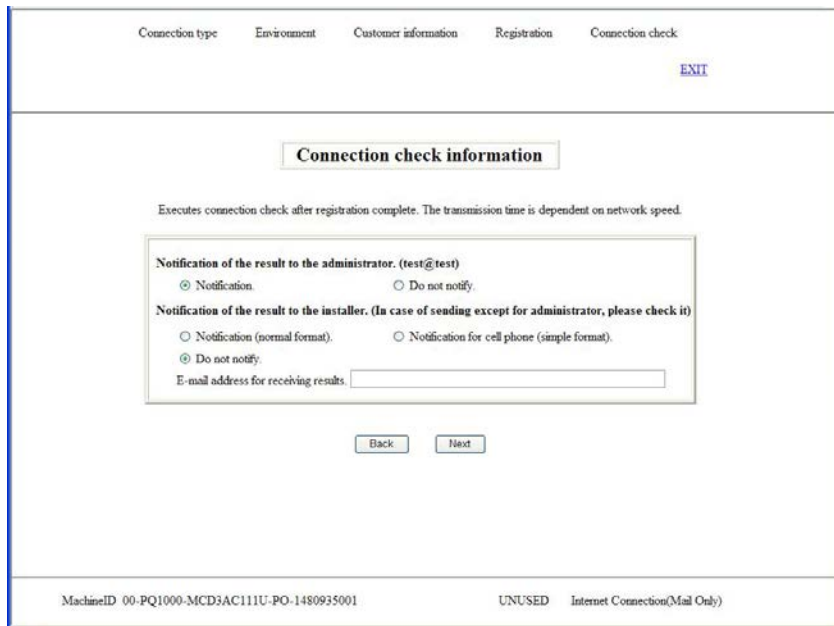 Connection type Environment Customer information Registration Connection check
EXIT
Connection check information
Executes connection check after registration complete. The transmission time is dependent on network speed.
Notification of the result to the administrator. (test@test)
Notification. Do not notify.
Notification of the result to the installer. (In case of sending except for administrator, please check it)
Notification (normal format). Notification for cell phone (simple format).
Do not notify.
E-mail address for receiving results.
Back Next
MachineID 00-PQ1000-MCD3AC111U-PO-1480935001 UNUSED Internet Connection(Mail Only)